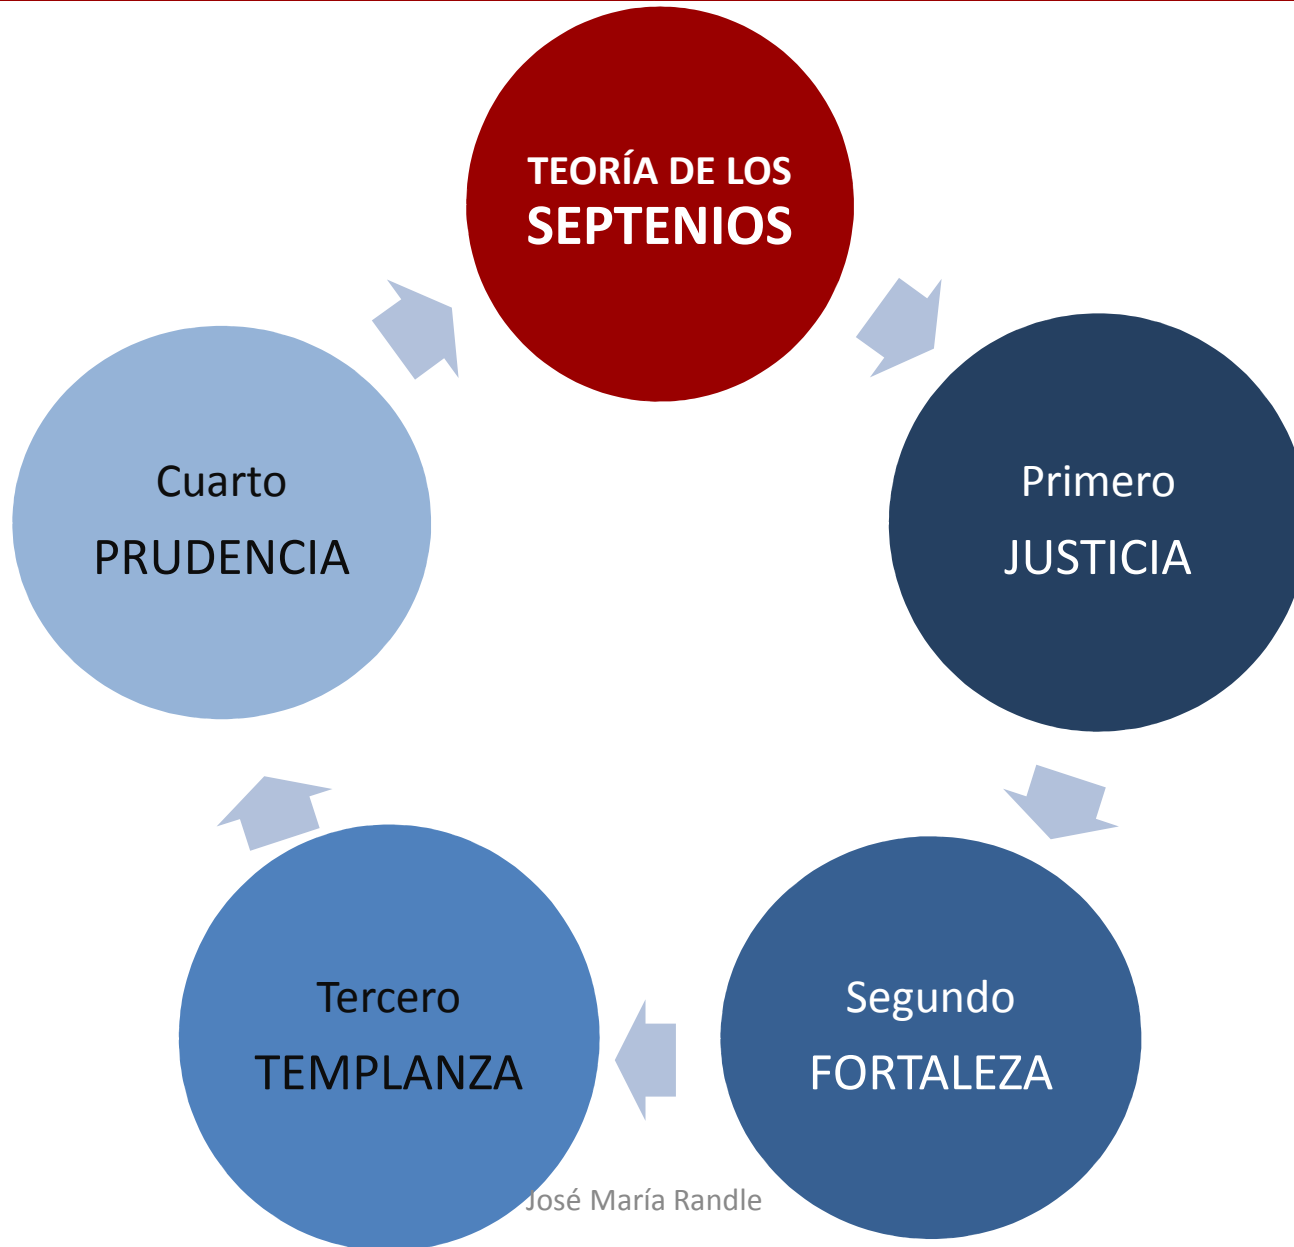 TEORÍA DE LOS
SEPTENIOS
Primero
JUSTICIA
Segundo
FORTALEZA
Tercero
TEMPLANZA
Cuarto
PRUDENCIA
José María Randle